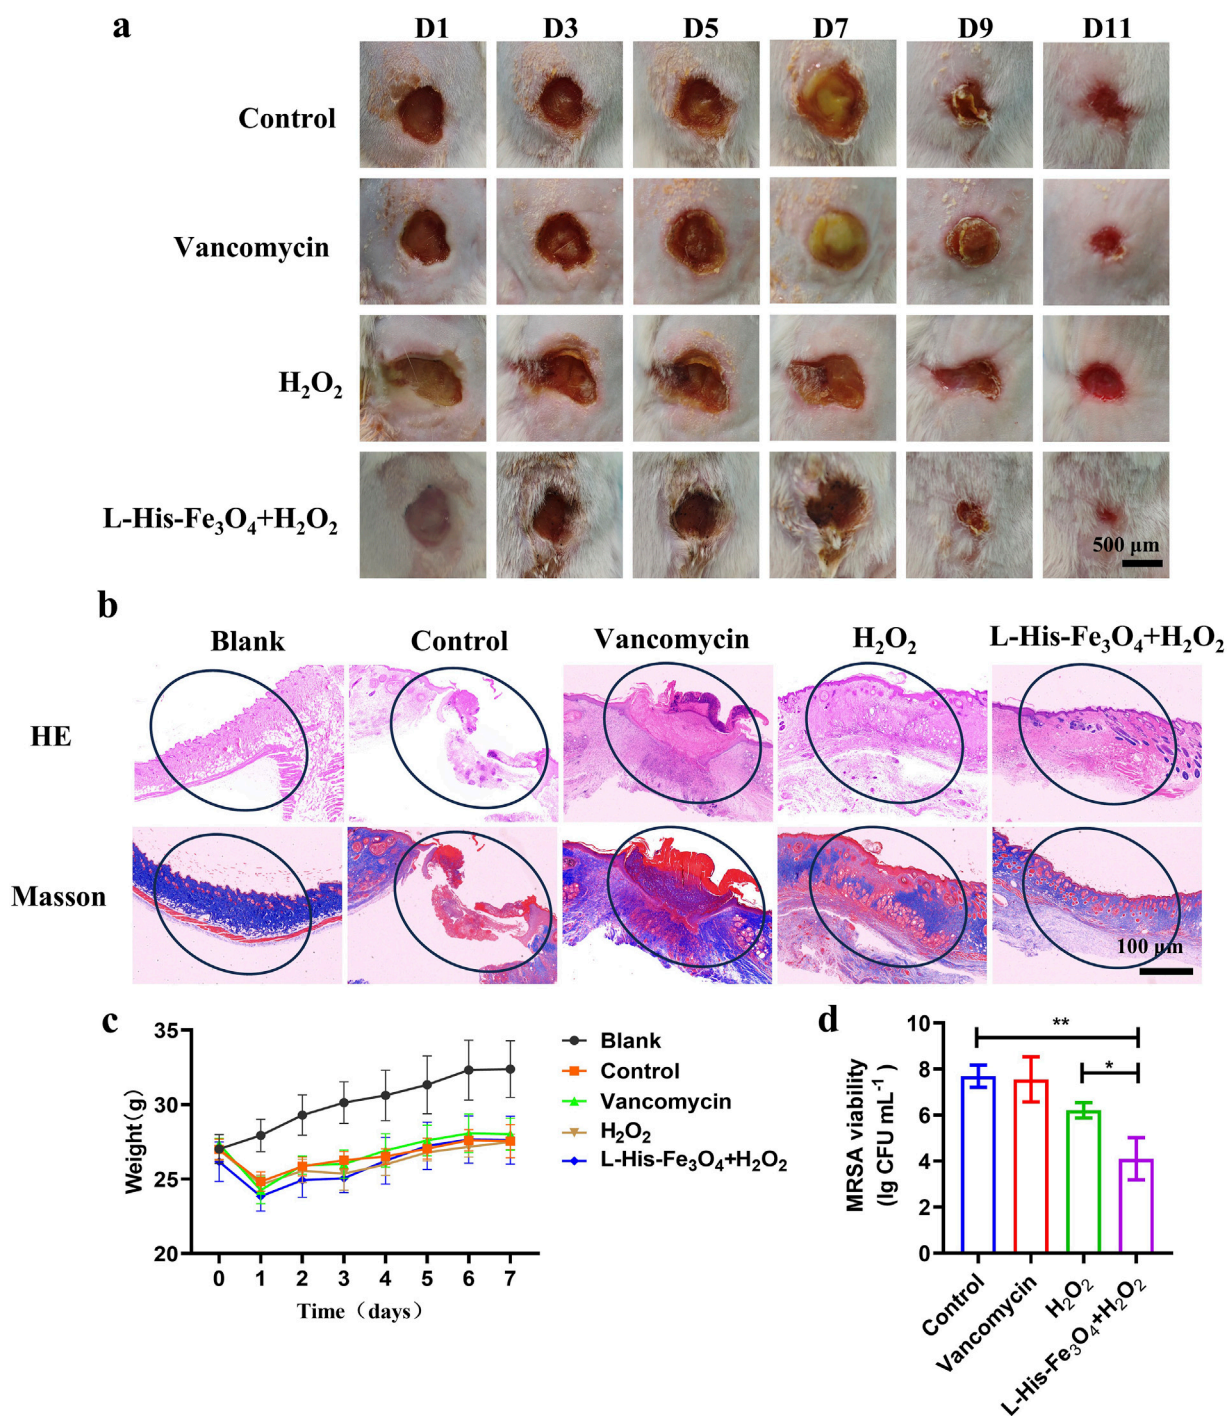 a
D1 D3 D5 D7 D9 D11
Control
Vancomycin
H₂O₂
L-His-Fe₃O₄+H₂O₂
500 μm
b
Blank Control Vancomycin H₂O₂ L-His-Fe₃O₄+H₂O₂
HE
Masson
100 μm
c
35
30
25
20
Weight(g)
0 1 2 3 4 5 6 7
Time（days）
Blank
Control
Vancomycin
H₂O₂
L-His-Fe₃O₄+H₂O₂
d
10
8
6
4
2
0
MRSA viability
(lg CFU mL⁻¹)
**
*
Control
Vancomycin
H₂O₂
L-His-Fe₃O₄+H₂O₂